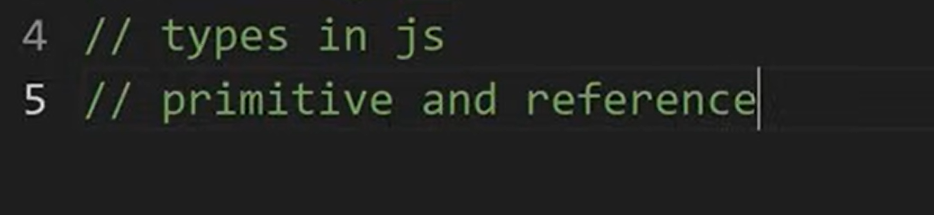 4 // types in js
5 // primitive and reference